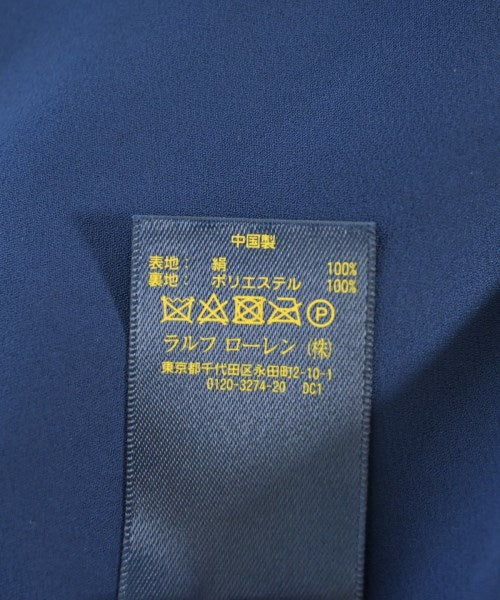 中国製
表地: 絹 100%
裏地: ポリエステル 100%
P
ラルフ ローレン (株)
東京都千代田区永田町2-10-1
0120-3274-20 DC1